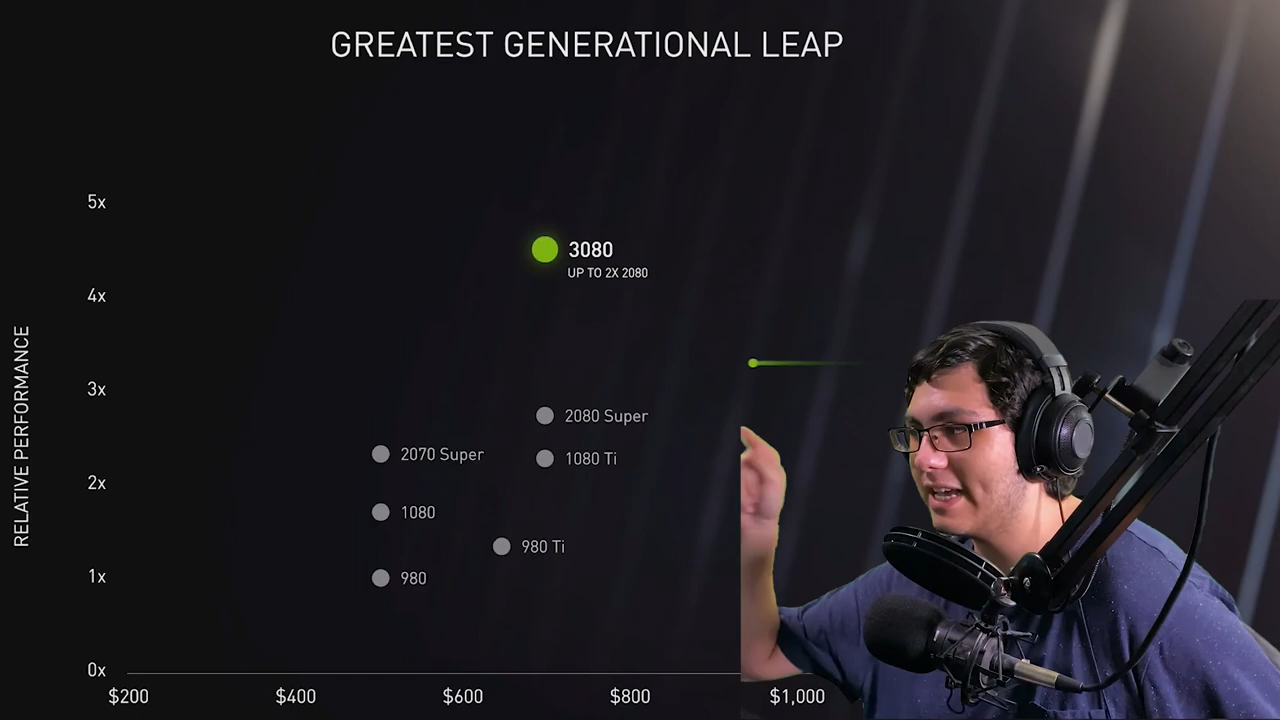 GREATEST GENERATIONAL LEAP
5x
3080
UP TO 2X 2080
4x
RELATIVE PERFORMANCE
3x
2080 Super
2070 Super
1080 Ti
2x
1080
980 Ti
1x
980
0x
$200 $400 $600 $800 $1,000